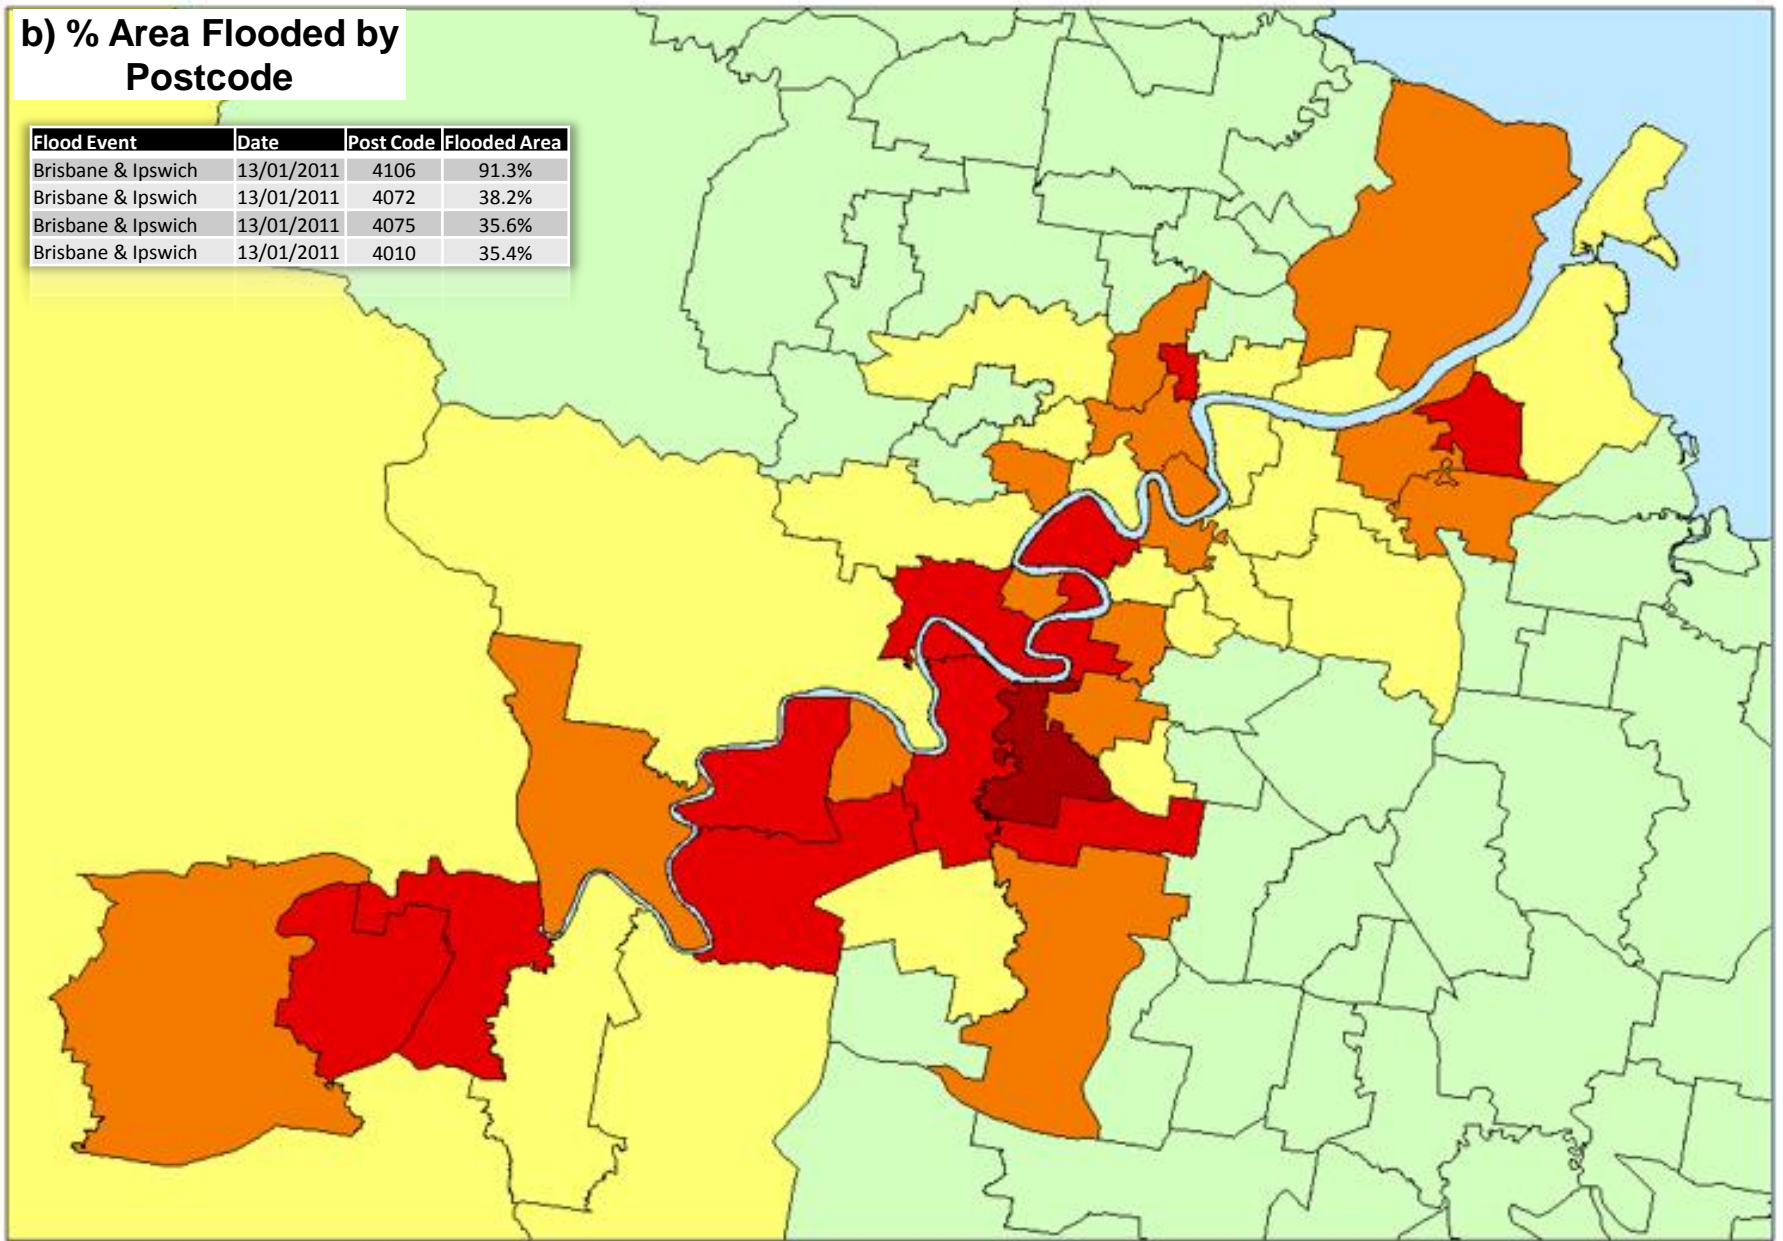 b) % Area Flooded by
Postcode
Flood Event Date Post Code Flooded Area
Brisbane & Ipswich 13/01/2011 4106 91.3%
Brisbane & Ipswich 13/01/2011 4072 38.2%
Brisbane & Ipswich 13/01/2011 4075 35.6%
Brisbane & Ipswich 13/01/2011 4010 35.4%